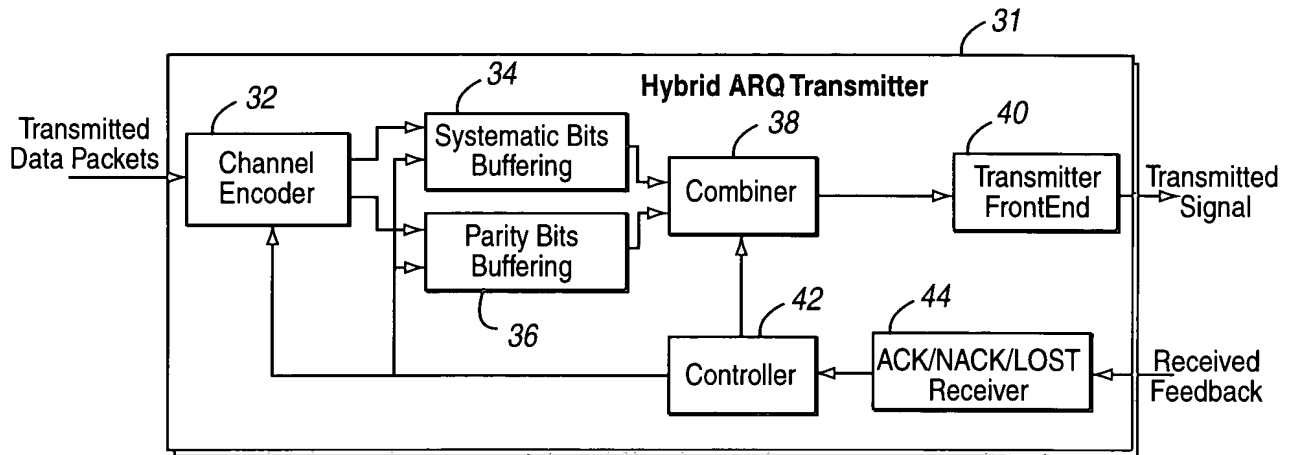 31
Hybrid ARQ Transmitter
34
32
38
40
Transmitted
Data Packets
Channel
Encoder
Systematic Bits
Buffering
Combiner
Transmitter
FrontEnd
Transmitted
Signal
Parity Bits
Buffering
36
42
44
Controller
ACK/NACK/LOST
Receiver
Received
Feedback